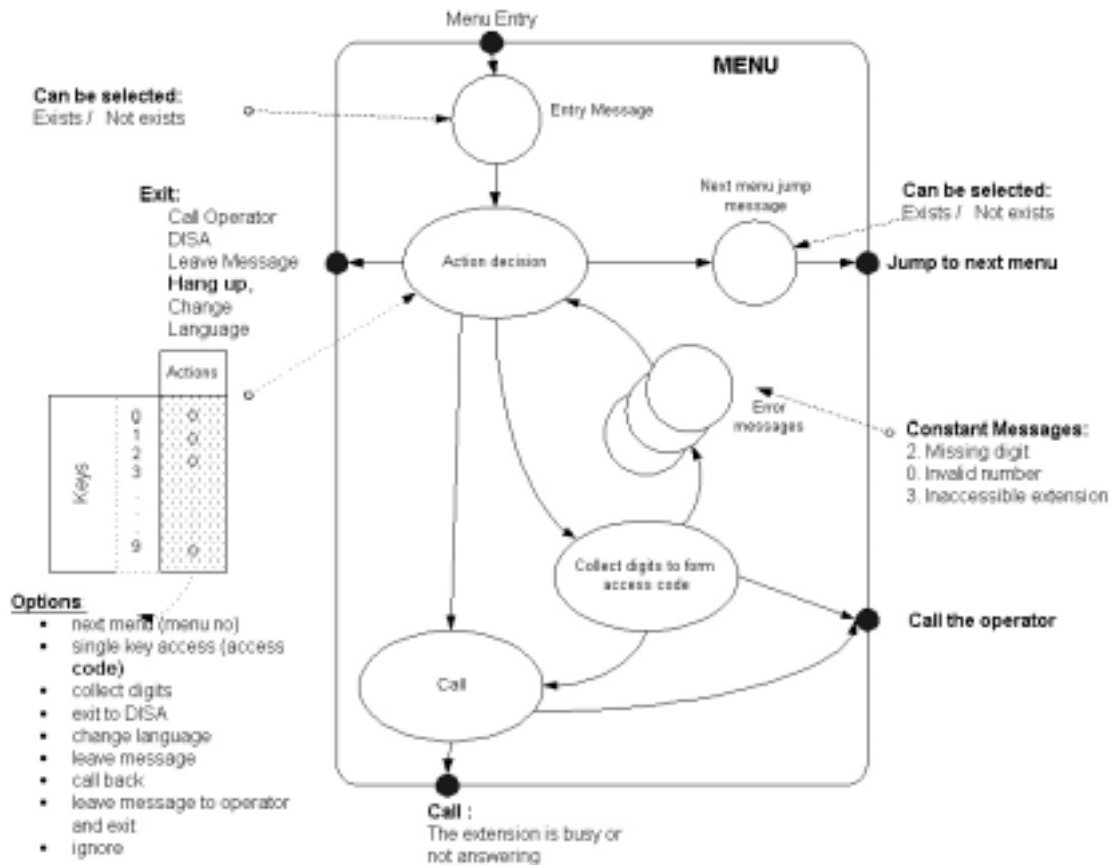 Menu Entry
MENU
Can be selected:
Exists / Not exists
Entry Message
Exit:
Call Operator
DISA
Leave Message
Hang up,
Change
Language
Next menu jump
message
Can be selected:
Exists / Not exists
Action decision
Jump to next menu
Actions
Keys
0
1
2
3
.
.
.
9
Error
messages
Constant Messages:
2. Missing digit
0. Invalid number
3. Inaccessible extension
Collect digits to form
access code
Call the operator
Options
• next menu (menu no)
• single key access (access
code)
• collect digits
• exit to DISA
• change language
• leave message
• call back
• leave message to operator
and exit
• ignore
Call
Call :
The extension is busy or
not answering